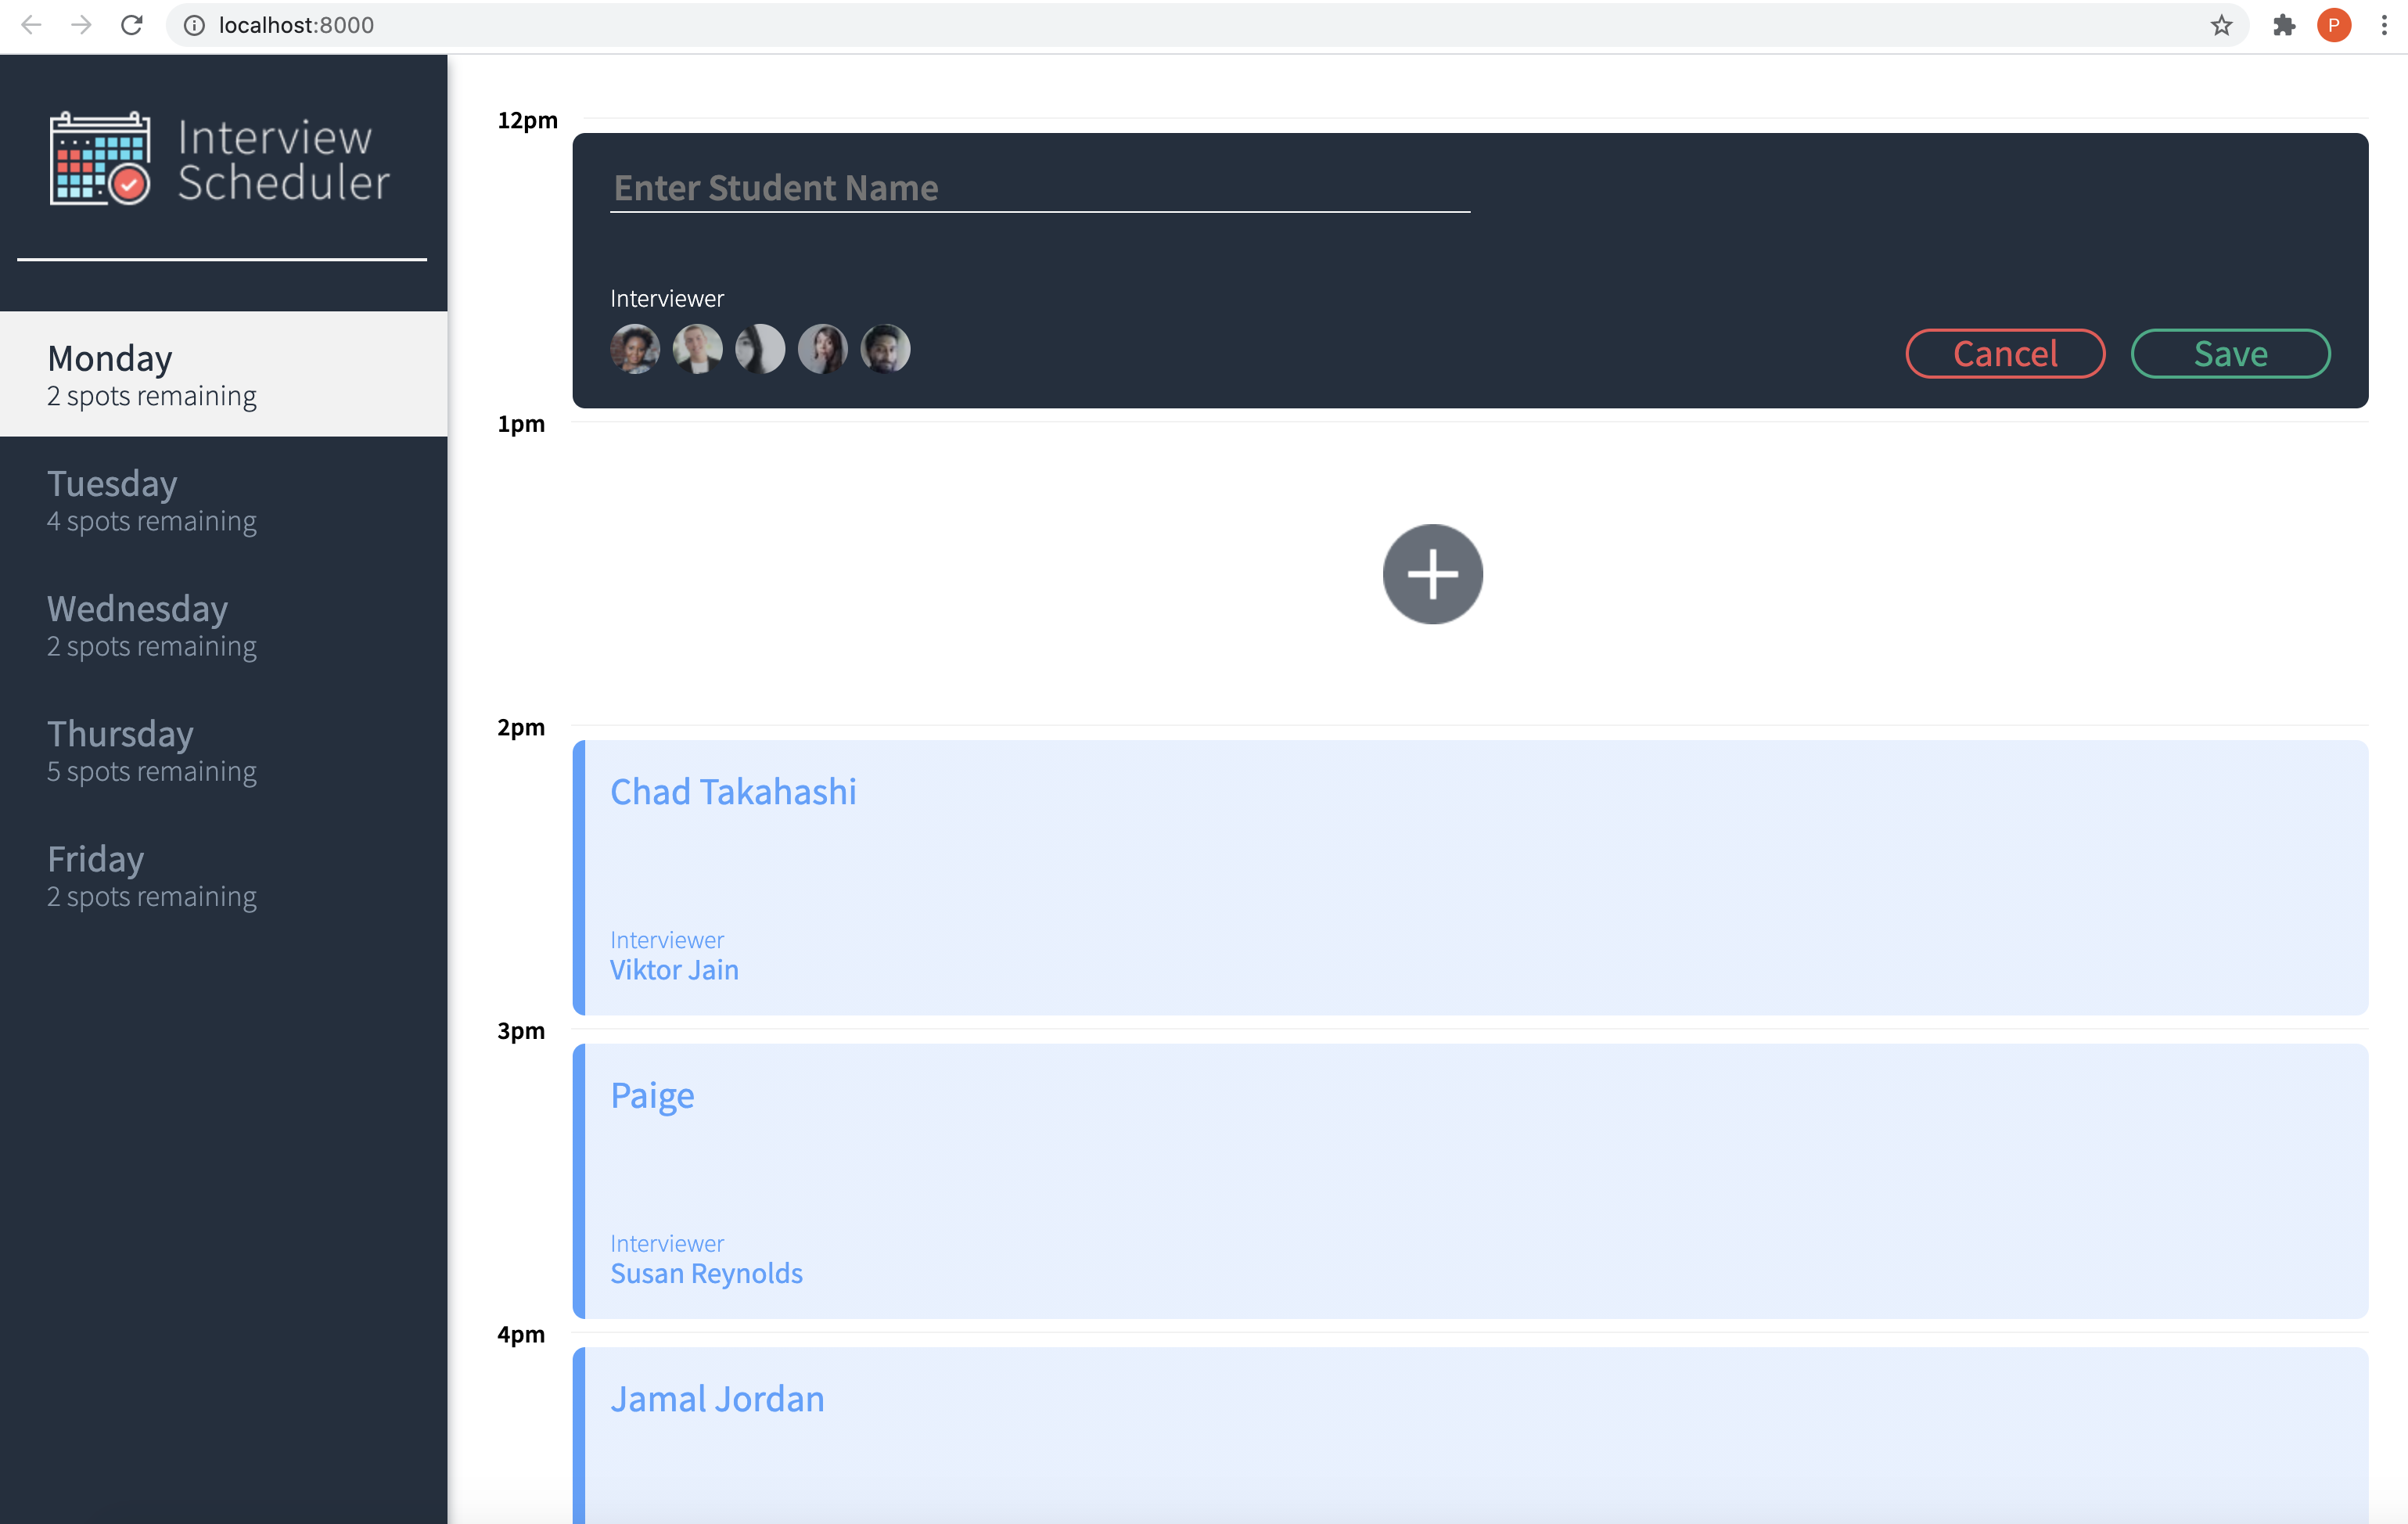 localhost:8000
P
Interview
Scheduler
Monday
2 spots remaining
Tuesday
4 spots remaining
Wednesday
2 spots remaining
Thursday
5 spots remaining
Friday
2 spots remaining
12pm
Enter Student Name
Interviewer
Cancel
Save
1pm
2pm
Chad Takahashi
Interviewer
Viktor Jain
3pm
Paige
Interviewer
Susan Reynolds
4pm
Jamal Jordan